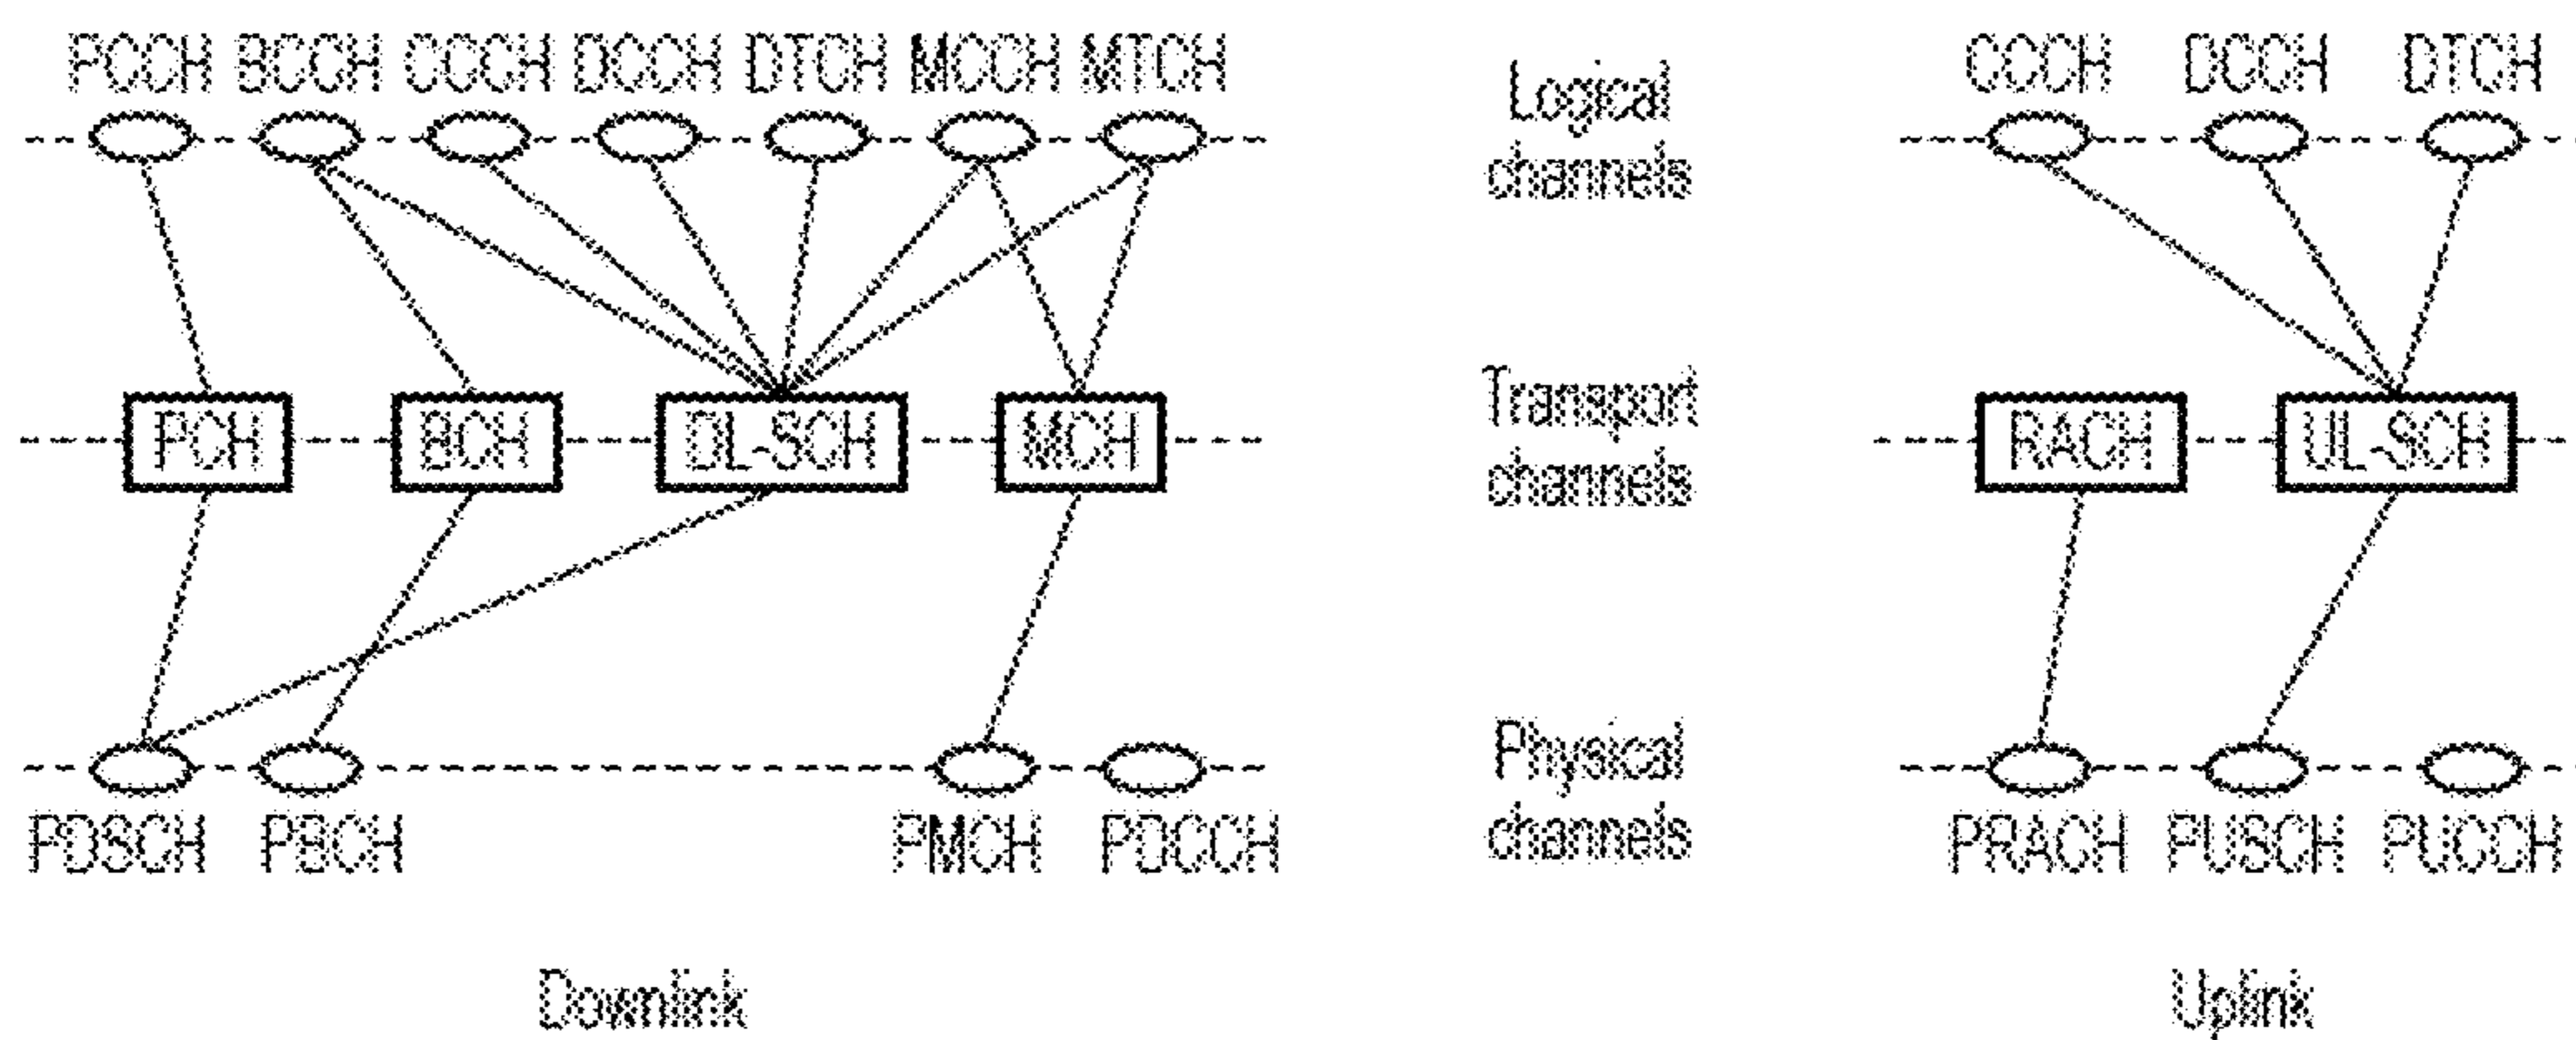 PCCH BCCH CCCH DCCH DTCH MCCH MTCH
Logical
channels
CCCH DCCH DTCH
PCH BCH DL-SCH MCH
Transport
channels
RACH UL-SCH
Physical
channels
PDSCH PBCH PMCH PDCCH
PRACH PUSCH PUCCH
Downlink
Uplink